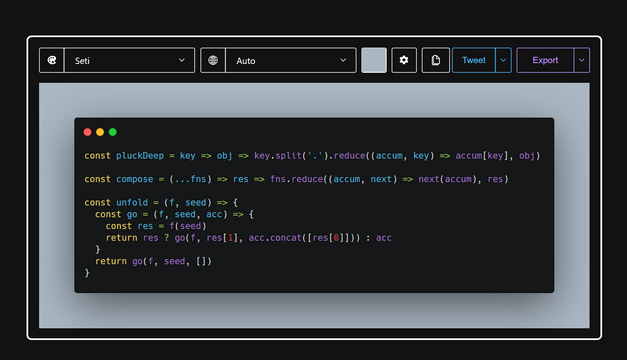 Seti Auto Tweet Export
const pluckDeep = key => obj => key.split('.').reduce((accum, key) => accum[key], obj)
const compose = (...fns) => res => fns.reduce((accum, next) => next(accum), res)
const unfold = (f, seed) => {
const go = (f, seed, acc) => {
const res = f(seed)
return res ? go(f, res[1], acc.concat([res[0]])) : acc
}
return go(f, seed, [])
}